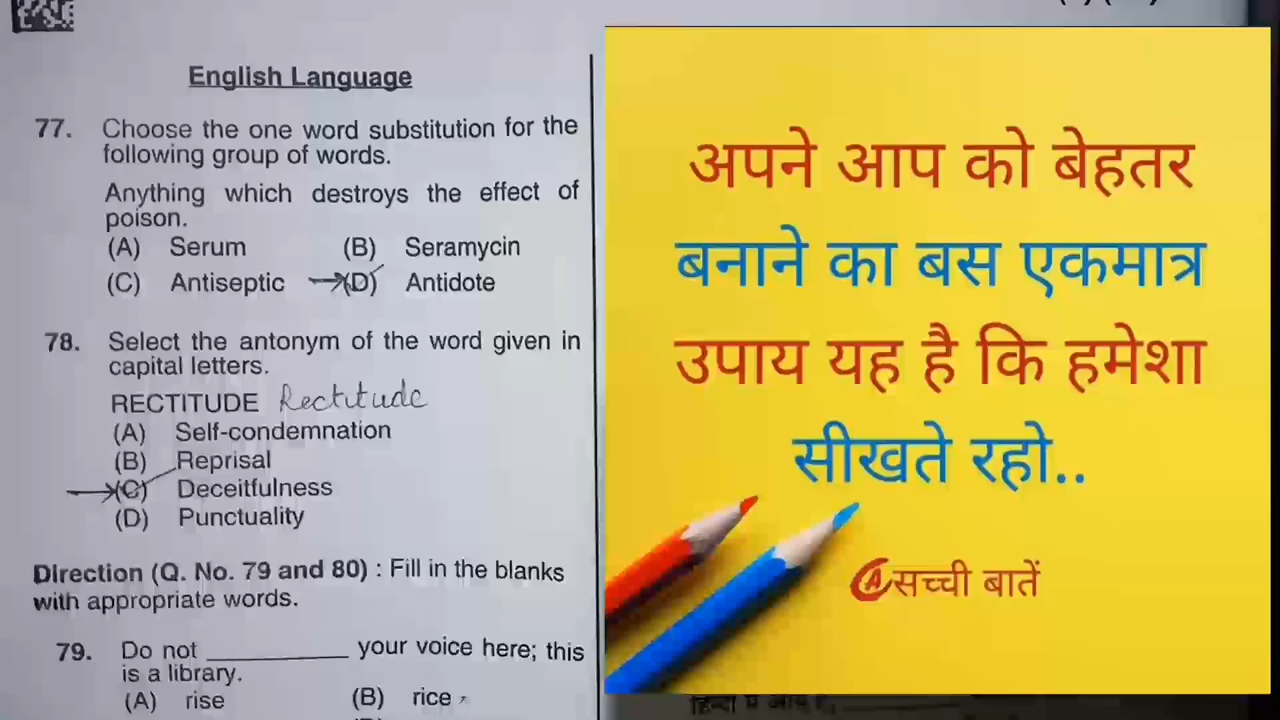 English Language
77. Choose the one word substitution for the
following group of words.
Anything which destroys the effect of
poison.
(A) Serum (B) Seramycin
(C) Antiseptic (D) Antidote
78. Select the antonym of the word given in
capital letters.
RECTITUDE Rectitude
(A) Self-condemnation
(B) Reprisal
(C) Deceitfulness
(D) Punctuality
Direction (Q. No. 79 and 80) : Fill in the blanks
with appropriate words.
79. Do not __________ your voice here; this
is a library.
(A) rise (B) rice
अपने आप को बेहतर
बनाने का बस एकमात्र
उपाय यह है कि हमेशा
सीखते रहो..
A सच्ची बातें